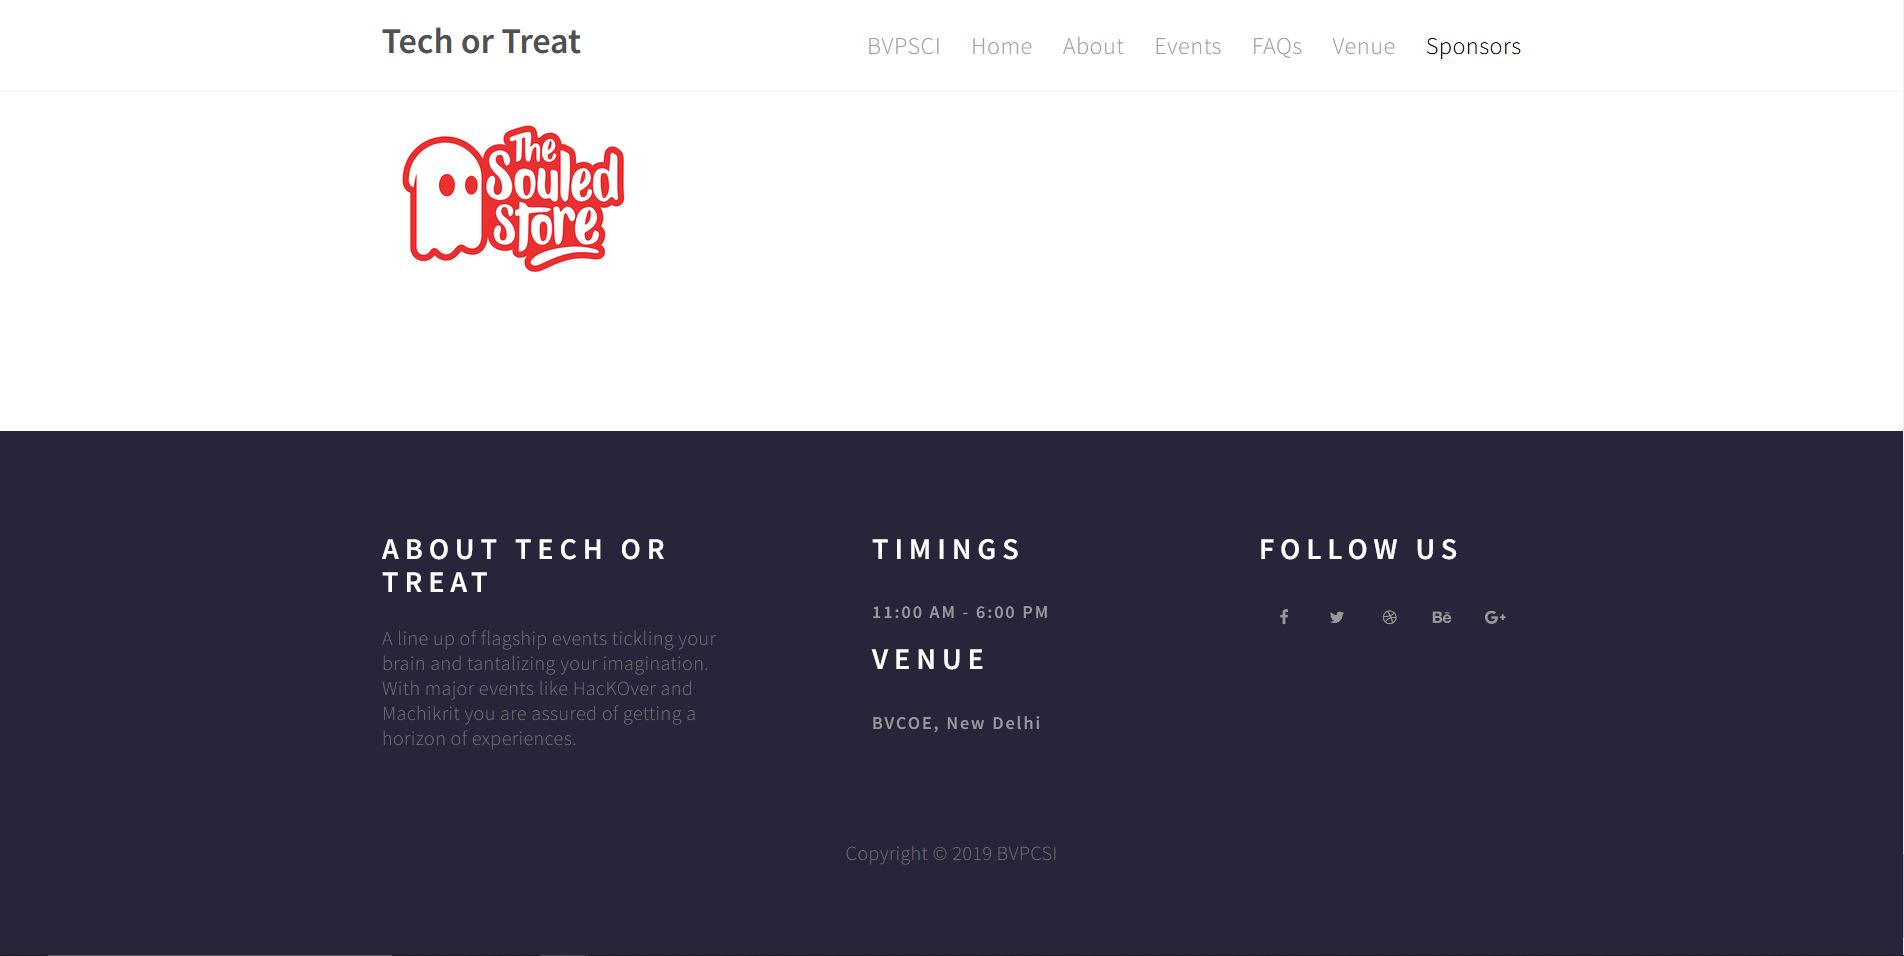 Tech or Treat
BVPSCI Home About Events FAQs Venue Sponsors
The
Souled
Store
ABOUT TECH OR
TREAT
A line up of flagship events tickling your
brain and tantalizing your imagination.
With major events like HacKOver and
Machikrit you are assured of getting a
horizon of experiences.
TIMINGS
11:00 AM - 6:00 PM
VENUE
BVCOE, New Delhi
FOLLOW US
Bē
G+
Copyright © 2019 BVPCSI